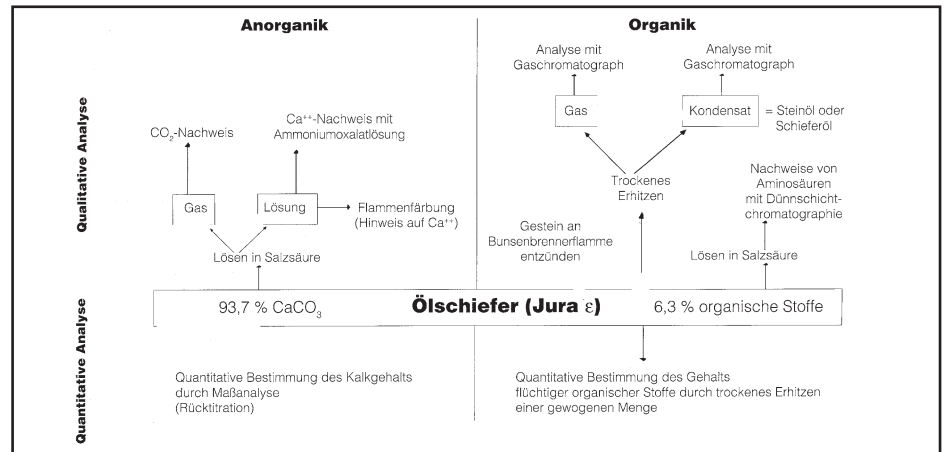 Anorganik
Organik
Qualitative Analyse
CO₂-Nachweis
Ca⁺⁺-Nachweis mit
Ammoniumoxalatlösung
Gas
Lösung
Flammenfärbung
(Hinweis auf Ca⁺⁺)
Lösen in Salzsäure
Analyse mit
Gaschromatograph
Analyse mit
Gaschromatograph
Gas
Kondensat
= Steinöl oder
Schieferöl
Trockenes
Erhitzen
Nachweise von
Aminosäuren
mit Dünnschicht-
chromatographie
Gestein an
Bunsenbrennerflamme
entzünden
Lösen in Salzsäure
93,7 % CaCO₃
Ölschiefer (Jura ε)
6,3 % organische Stoffe
Quantitative Analyse
Quantitative Bestimmung des Kalkgehalts
durch Maßanalyse
(Rücktitration)
Quantitative Bestimmung des Gehalts
flüchtiger organischer Stoffe durch trockenes Erhitzen
einer gewogenen Menge